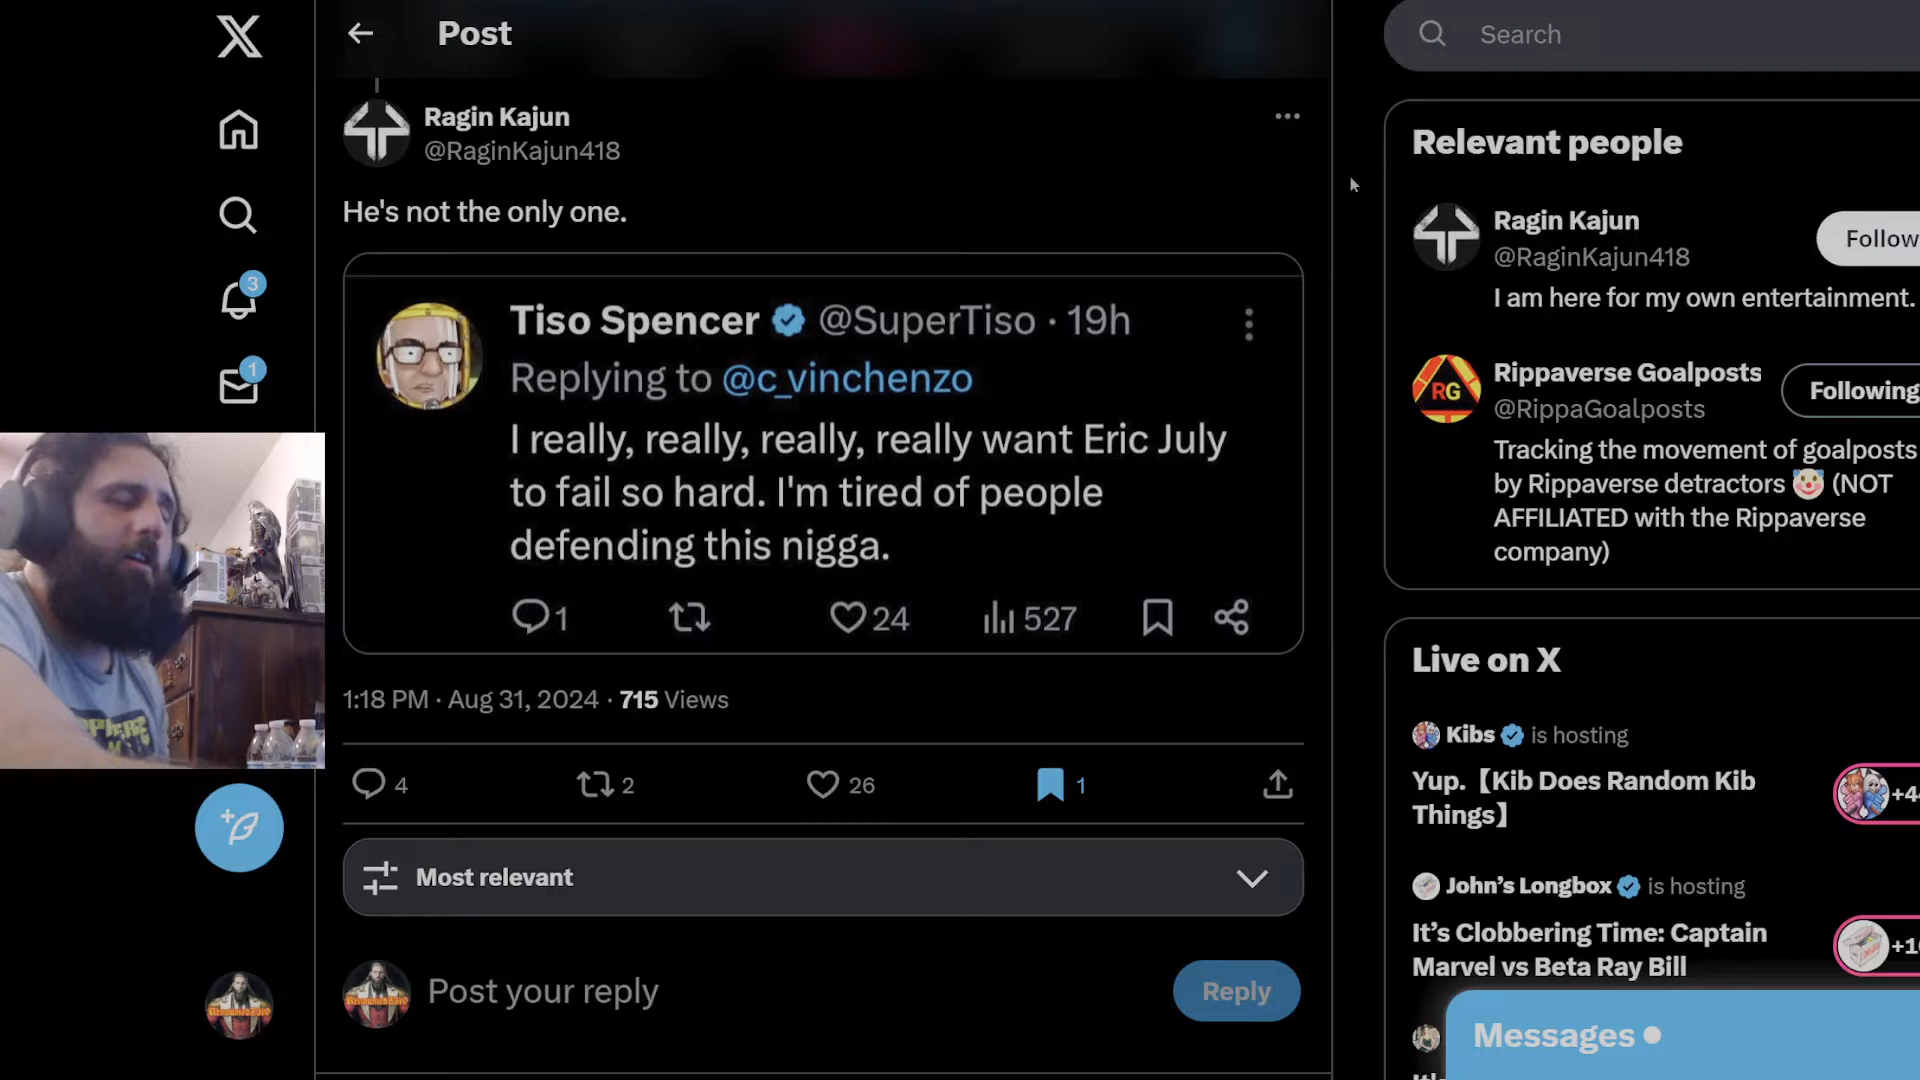 Post
Search
Ragin Kajun
@RaginKajun418
He's not the only one.
Tiso Spencer @SuperTiso · 19h
Replying to @c_vinchenzo
I really, really, really, really want Eric July
to fail so hard. I'm tired of people
defending this nigga.
1
24
527
1:18 PM · Aug 31, 2024 · 715 Views
4
2
26
1
Most relevant
Post your reply
Reply
3
1
Relevant people
Ragin Kajun
@RaginKajun418
Follow
I am here for my own entertainment.
RG
Rippaverse Goalposts
@RippaGoalposts
Following
Tracking the movement of goalposts
by Rippaverse detractors 🤡 (NOT
AFFILIATED with the Rippaverse
company)
Live on X
Kibs is hosting
Yup.【Kib Does Random Kib
Things】
+4
John's Longbox is hosting
It's Clobbering Time: Captain
Marvel vs Beta Ray Bill
Messages